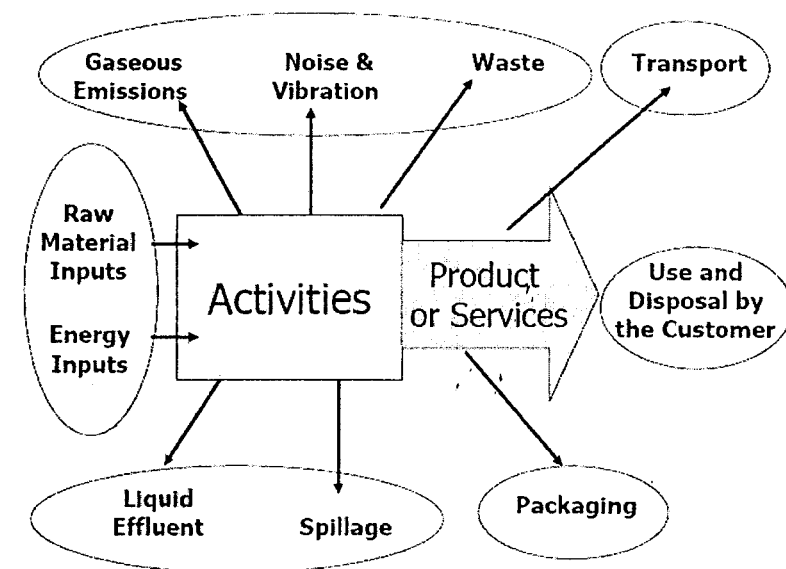 Gaseous
Emissions
Noise &
Vibration
Waste
Transport
Raw
Material
Inputs
Energy
Inputs
Activities
Product
or Services
Use and
Disposal by
the Customer
Liquid
Effluent
Spillage
Packaging